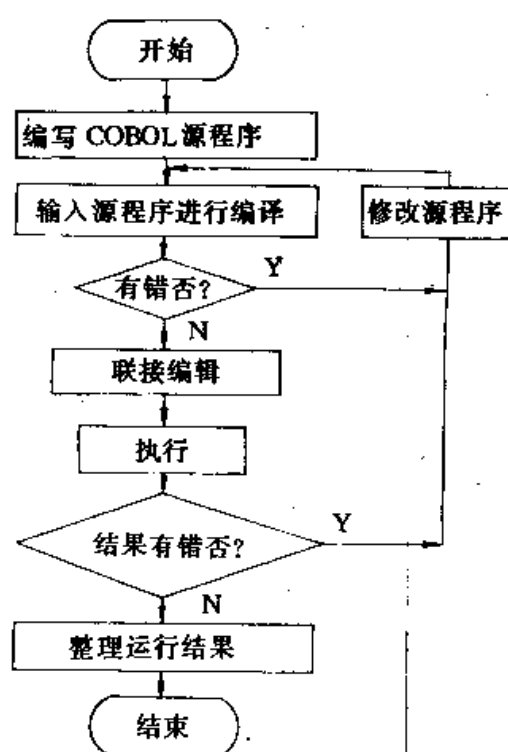 开始
编写 COBOL 源程序
输入源程序进行编译
修改源程序
有错否?
Y
N
联接编辑
执行
结果有错否?
Y
N
整理运行结果
结束